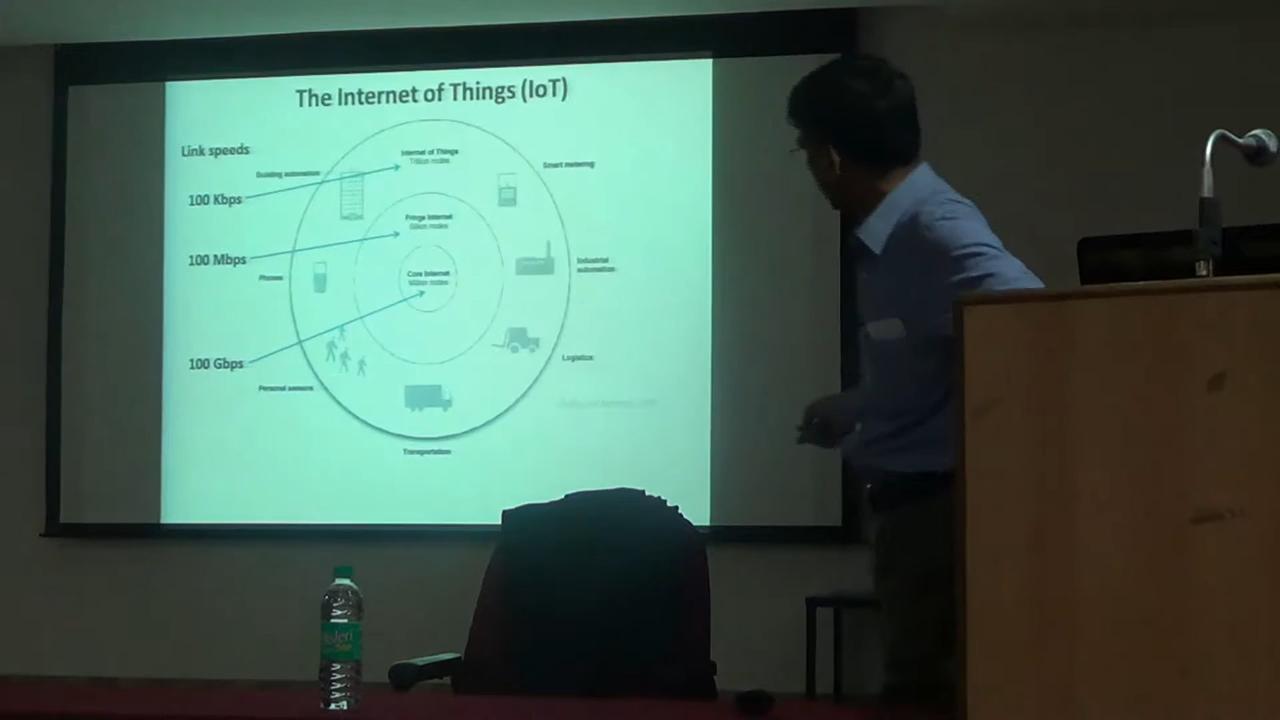 The Internet of Things (IoT)
Link speeds
100 Kbps
100 Mbps
100 Gbps
Internet of Things
Trillion nodes
Fringe Internet
Billion nodes
Core Internet
Million nodes
Building automation
Smart metering
Phones
Industrial
automation
Logistics
Personal sensors
Transportation